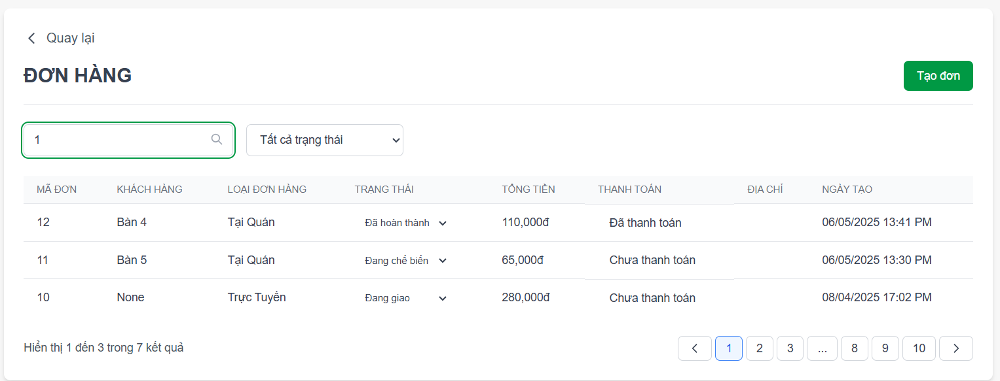 Quay lại
ĐƠN HÀNG
Tạo đơn
1
Tất cả trạng thái
MÃ ĐƠN KHÁCH HÀNG LOẠI ĐƠN HÀNG TRẠNG THÁI TỔNG TIỀN THANH TOÁN ĐỊA CHỈ NGÀY TẠO
12 Bàn 4 Tại Quán Đã hoàn thành 110,000đ Đã thanh toán 06/05/2025 13:41 PM
11 Bàn 5 Tại Quán Đang chế biến 65,000đ Chưa thanh toán 06/05/2025 13:30 PM
10 None Trực Tuyến Đang giao 280,000đ Chưa thanh toán 08/04/2025 17:02 PM
Hiển thị 1 đến 3 trong 7 kết quả
1 2 3 ... 8 9 10